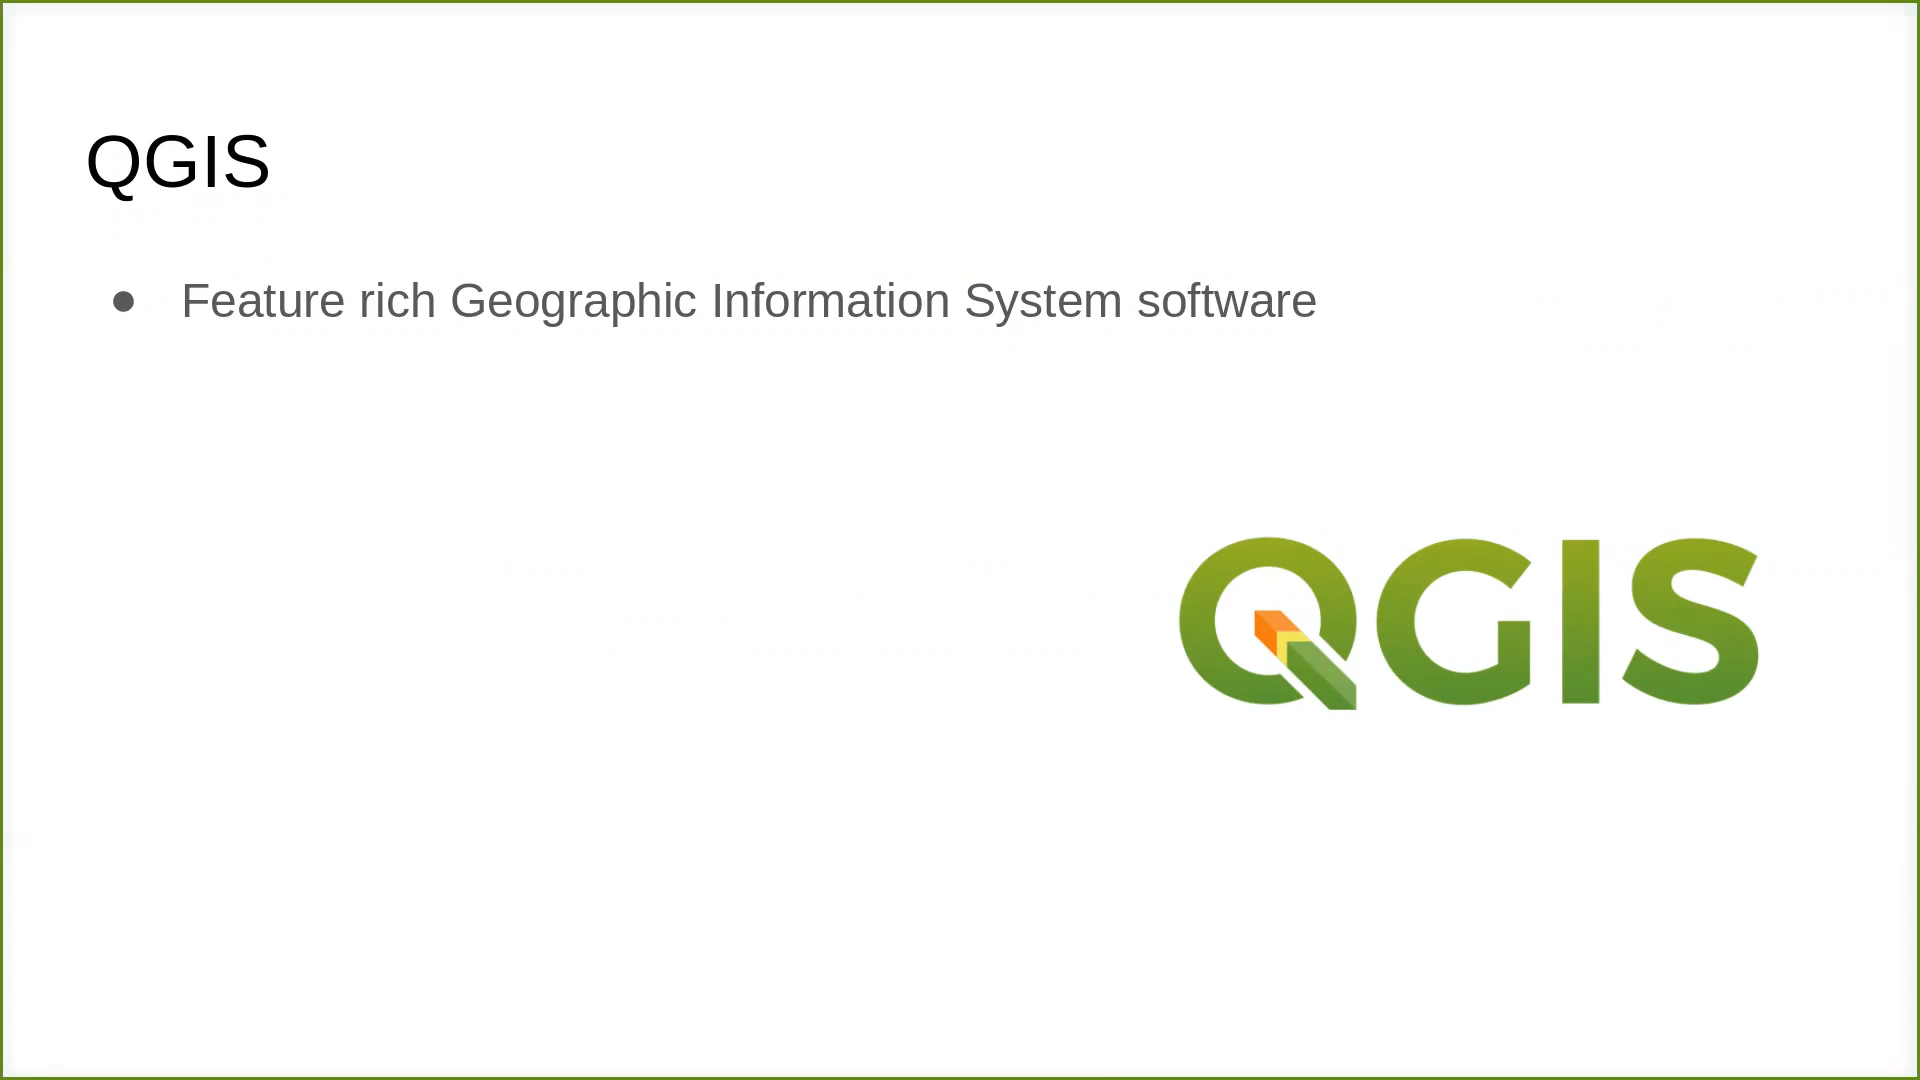 QGIS
● Feature rich Geographic Information System software
QGIS